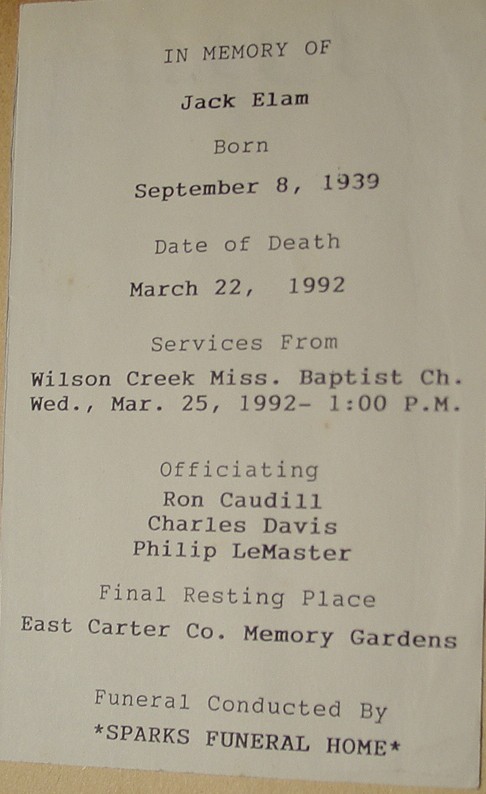 IN MEMORY OF
Jack Elam
Born
September 8, 1939
Date of Death
March 22, 1992
Services From
Wilson Creek Miss. Baptist Ch.
Wed., Mar. 25, 1992- 1:00 P.M.
Officiating
Ron Caudill
Charles Davis
Philip LeMaster
Final Resting Place
East Carter Co. Memory Gardens
Funeral Conducted By
*SPARKS FUNERAL HOME*